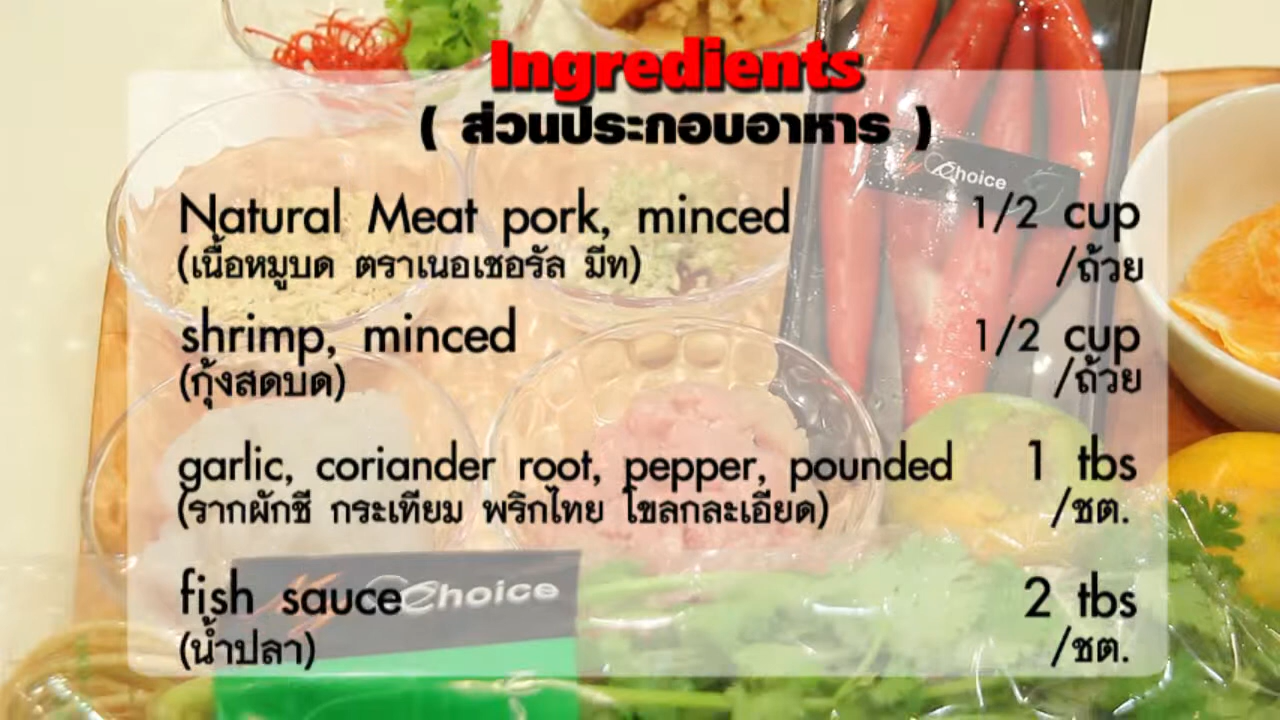 Ingredients
( ส่วนประกอบอาหาร )
Natural Meat pork, minced 1/2 cup
(เนื้อหมูบด ตราเนอเชอรัล มีท) /ถ้วย
shrimp, minced 1/2 cup
(กุ้งสดบด) /ถ้วย
garlic, coriander root, pepper, pounded 1 tbs
(รากผักชี กระเทียม พริกไทย โขลกละเอียด) /ชต.
fish sauce 2 tbs
(น้ำปลา) /ชต.
My Choice
My Choice